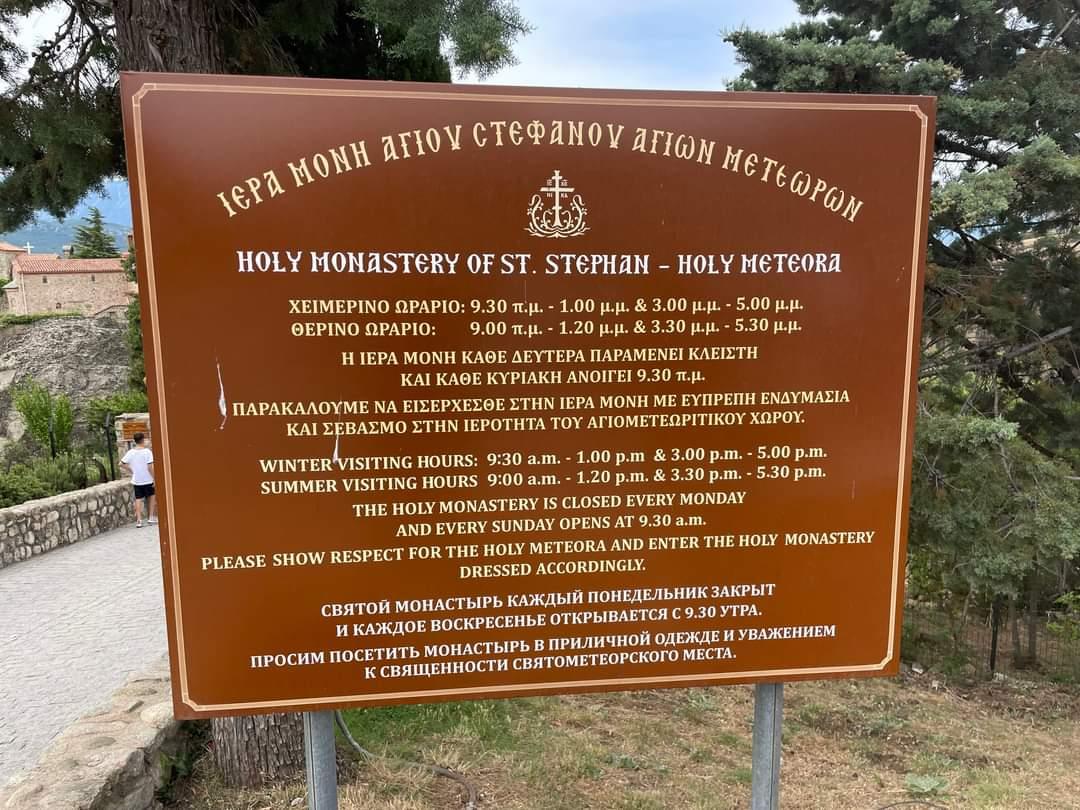 ΙΕΡΑ ΜΟΝΗ ΑΓΙΟΥ ΣΤΕΦΑΝΟΥ ΑΓΙΩΝ ΜΕΤΕΩΡΩΝ
HOLY MONASTERY OF ST. STEPHAN - HOLY METEORA
ΧΕΙΜΕΡΙΝΟ ΩΡΑΡΙΟ: 9.30 π.μ. - 1.00 μ.μ. & 3.00 μ.μ. - 5.00 μ.μ.
ΘΕΡΙΝΟ ΩΡΑΡΙΟ: 9.00 π.μ. - 1.20 μ.μ. & 3.30 μ.μ. - 5.30 μ.μ.
Η ΙΕΡΑ ΜΟΝΗ ΚΑΘΕ ΔΕΥΤΕΡΑ ΠΑΡΑΜΕΝΕΙ ΚΛΕΙΣΤΗ
ΚΑΙ ΚΑΘΕ ΚΥΡΙΑΚΗ ΑΝΟΙΓΕΙ 9.30 π.μ.
ΠΑΡΑΚΑΛΟΥΜΕ ΝΑ ΕΙΣΕΡΧΕΣΘΕ ΣΤΗΝ ΙΕΡΑ ΜΟΝΗ ΜΕ ΕΥΠΡΕΠΗ ΕΝΔΥΜΑΣΙΑ
ΚΑΙ ΣΕΒΑΣΜΟ ΣΤΗΝ ΙΕΡΟΤΗΤΑ ΤΟΥ ΑΓΙΟΜΕΤΕΩΡΙΤΙΚΟΥ ΧΩΡΟΥ.
WINTER VISITING HOURS: 9:30 a.m. - 1.00 p.m & 3.00 p.m. - 5.00 p.m.
SUMMER VISITING HOURS 9:00 a.m. - 1.20 p.m. & 3.30 p.m. - 5.30 p.m.
THE HOLY MONASTERY IS CLOSED EVERY MONDAY
AND EVERY SUNDAY OPENS AT 9.30 a.m.
PLEASE SHOW RESPECT FOR THE HOLY METEORA AND ENTER THE HOLY MONASTERY
DRESSED ACCORDINGLY.
СВЯТОЙ МОНАСТЫРЬ КАЖДЫЙ ПОНЕДЕЛЬНИК ЗАКРЫТ
И КАЖДОЕ ВОСКРЕСЕНЬЕ ОТКРЫВАЕТСЯ С 9.30 УТРА.
ПРОСИМ ПОСЕТИТЬ МОНАСТЫРЬ В ПРИЛИЧНОЙ ОДЕЖДЕ И УВАЖЕНИЕМ
К СВЯЩЕННОСТИ СВЯТОМЕТЕОРСКОГО МЕСТА.